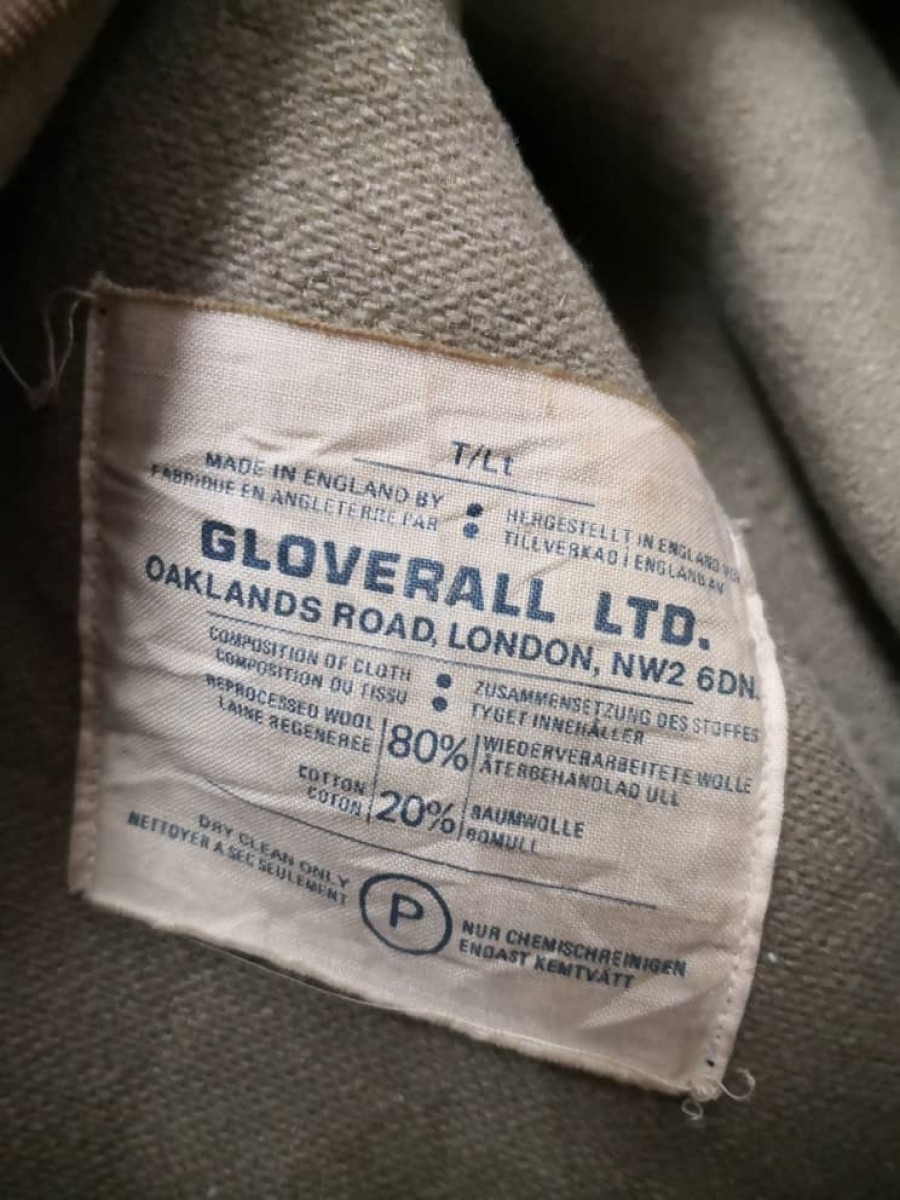 T/Lt
MADE IN ENGLAND BY
FABRIQUE EN ANGLETERRE PAR
HERGESTELLT IN ENGLAND VON
TILLVERKAD I ENGLAND AV
GLOVERALL LTD.
OAKLANDS ROAD, LONDON, NW2 6DN.
COMPOSITION OF CLOTH
COMPOSITION DU TISSU
ZUSAMMENSETZUNG DES STOFFES
TYGET INNEHÅLLER
REPROCESSED WOOL
LAINE REGENEREE
80%
WIEDERVERARBEITETE WOLLE
ÅTERBEHANDLAD ULL
COTTON
COTON
20%
BAUMWOLLE
BOMULL
DRY CLEAN ONLY
NETTOYER A SEC SEULEMENT
P
NUR CHEMISCHREINIGEN
ENDAST KEMTVÄTT